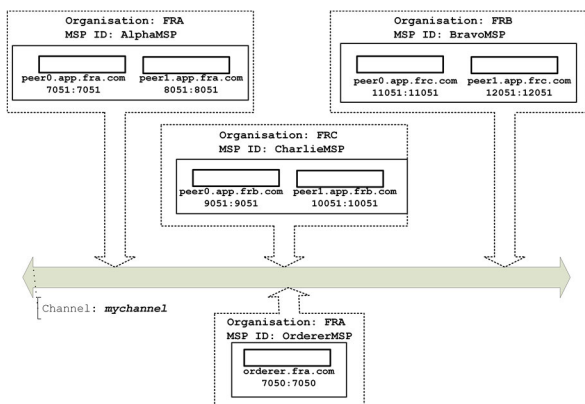 Organisation: FRA
MSP ID: AlphaMSP
peer0.app.fra.com
7051:7051
peer1.app.fra.com
8051:8051
Organisation: FRB
MSP ID: BravoMSP
peer0.app.frc.com
11051:11051
peer1.app.frc.com
12051:12051
Organisation: FRC
MSP ID: CharlieMSP
peer0.app.frb.com
9051:9051
peer1.app.frb.com
10051:10051
Channel: mychannel
Organisation: FRA
MSP ID: OrdererMSP
orderer.fra.com
7050:7050